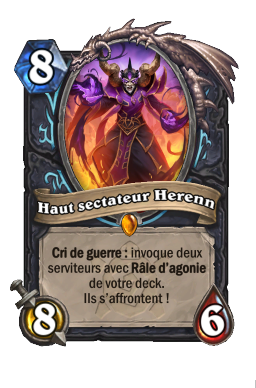 8
Haut sectateur Herenn
Cri de guerre : invoque deux
serviteurs avec Râle d'agonie
de votre deck.
Ils s'affrontent !
8
6